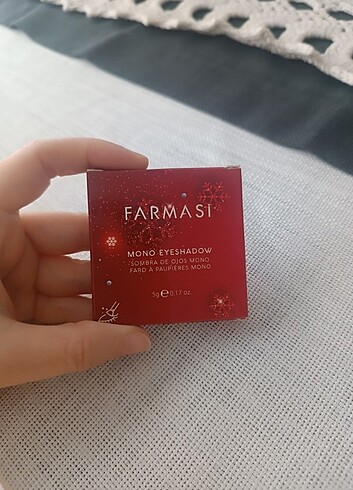 FARMASi
MONO EYESHADOW
SOMBRA DE OJOS MONO
FARD À PAUPIÈRES MONO
5g ℮ 0.17 oz.